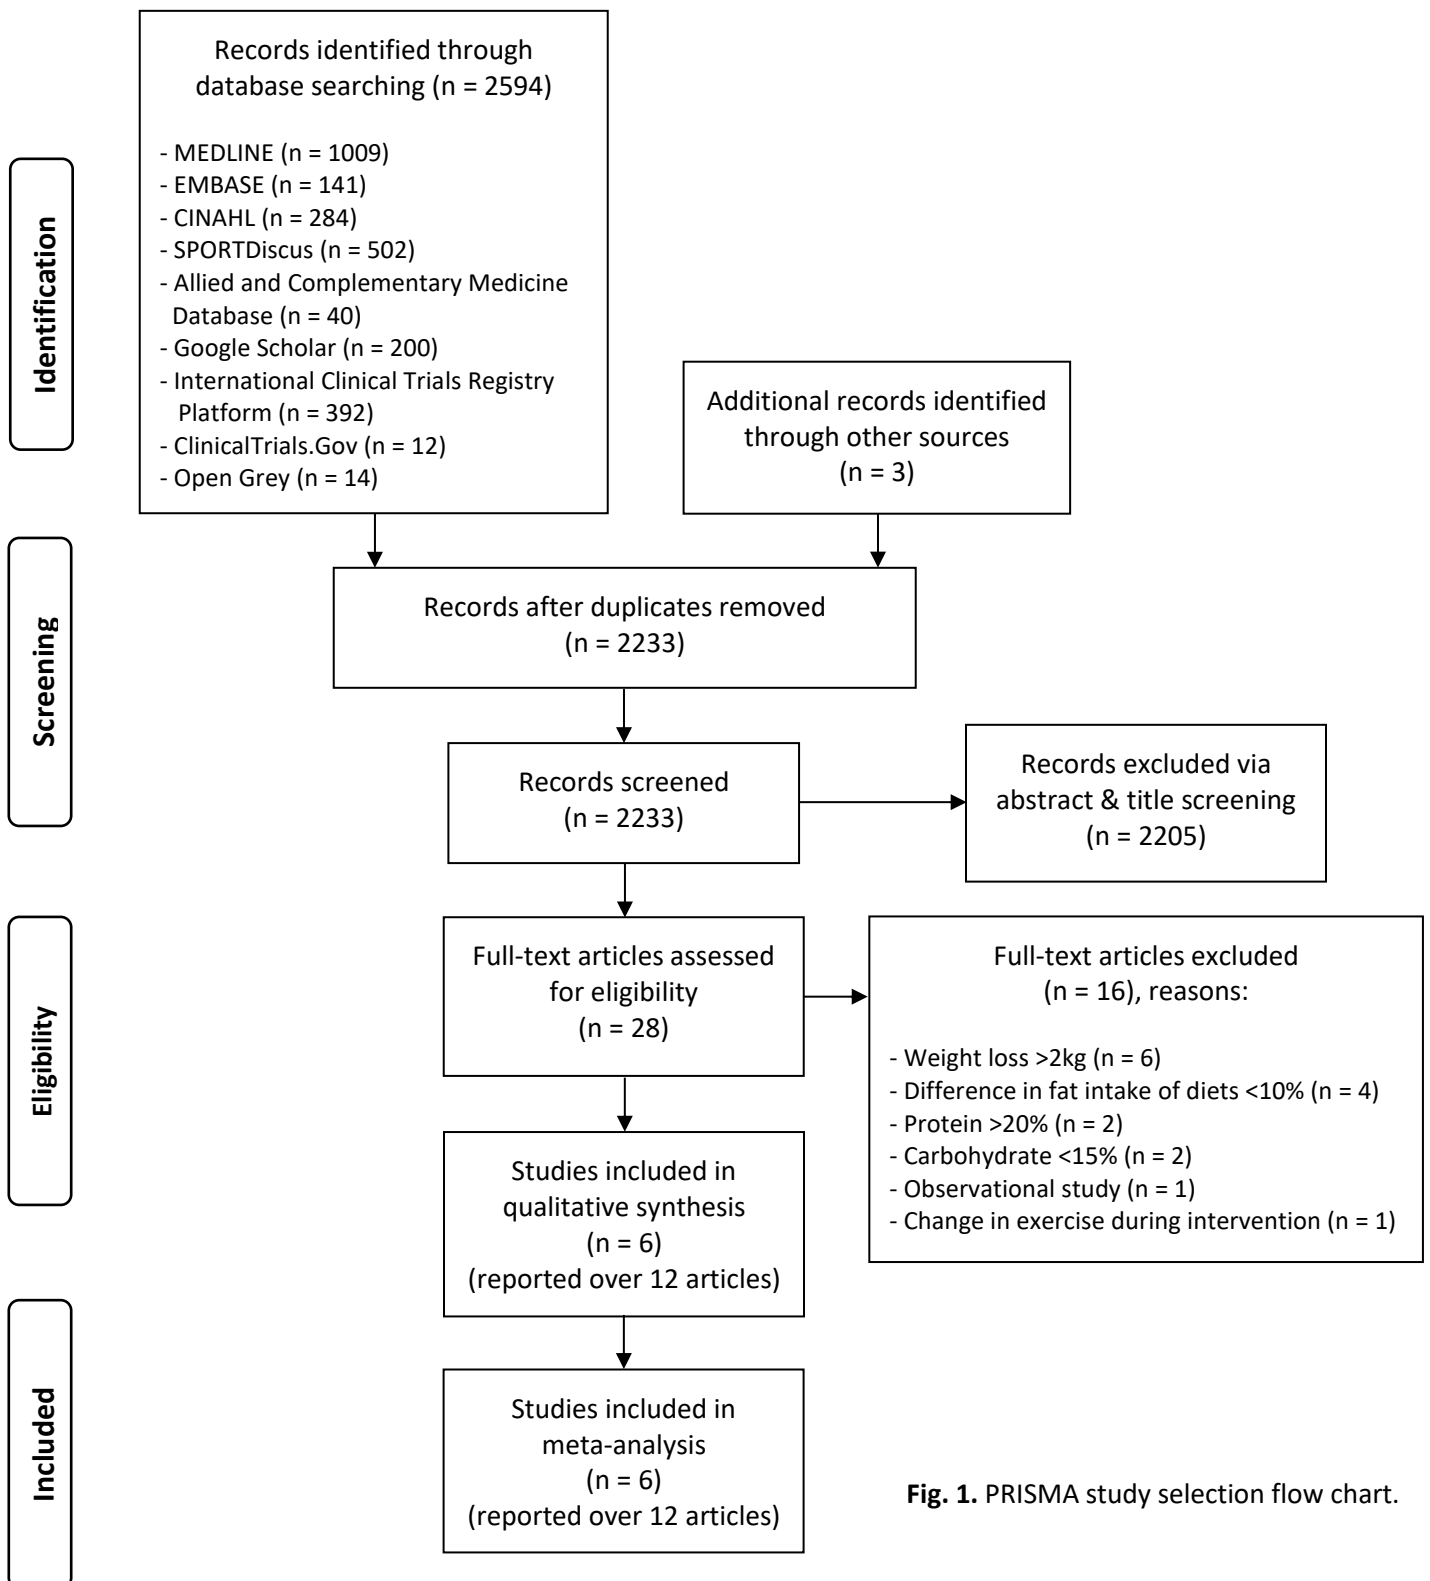 Identification
Records identified through
database searching (n = 2594)
- MEDLINE (n = 1009)
- EMBASE (n = 141)
- CINAHL (n = 284)
- SPORTDiscus (n = 502)
- Allied and Complementary Medicine
Database (n = 40)
- Google Scholar (n = 200)
- International Clinical Trials Registry
Platform (n = 392)
- ClinicalTrials.Gov (n = 12)
- Open Grey (n = 14)
Additional records identified
through other sources
(n = 3)
Screening
Records after duplicates removed
(n = 2233)
Records screened
(n = 2233)
Records excluded via
abstract & title screening
(n = 2205)
Eligibility
Full-text articles assessed
for eligibility
(n = 28)
Full-text articles excluded
(n = 16), reasons:
- Weight loss >2kg (n = 6)
- Difference in fat intake of diets <10% (n = 4)
- Protein >20% (n = 2)
- Carbohydrate <15% (n = 2)
- Observational study (n = 1)
- Change in exercise during intervention (n = 1)
Studies included in
qualitative synthesis
(n = 6)
(reported over 12 articles)
Included
Studies included in
meta-analysis
(n = 6)
(reported over 12 articles)
Fig. 1. PRISMA study selection flow chart.